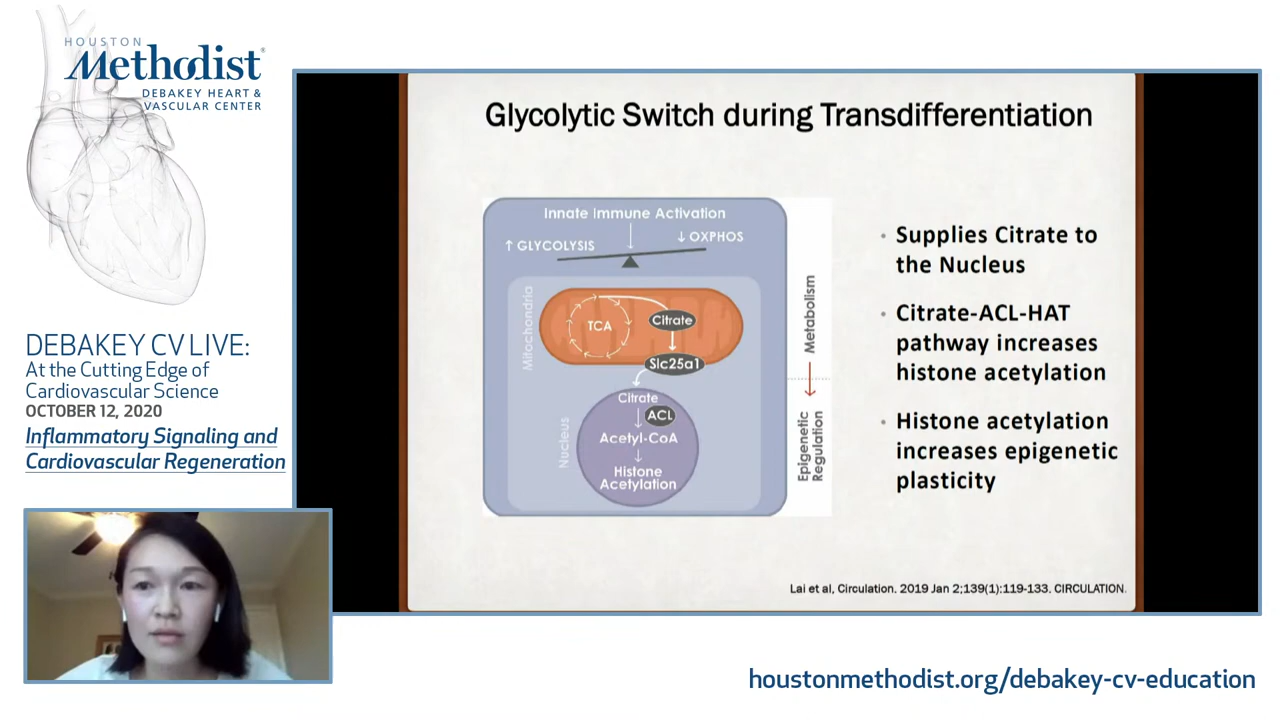 HOUSTON
Methodist
DEBAKEY HEART &
VASCULAR CENTER
DEBAKEY CV LIVE:
At the Cutting Edge of
Cardiovascular Science
OCTOBER 12, 2020
Inflammatory Signaling and
Cardiovascular Regeneration
Glycolytic Switch during Transdifferentiation
Innate Immune Activation
↑ GLYCOLYSIS
↓ OXPHOS
Mitochondria
TCA
Citrate
Slc25a1
Nucleus
Citrate
ACL
Acetyl-CoA
↓
Histone
Acetylation
Metabolism
Epigenetic
Regulation
• Supplies Citrate to
the Nucleus
• Citrate-ACL-HAT
pathway increases
histone acetylation
• Histone acetylation
increases epigenetic
plasticity
Lai et al, Circulation. 2019 Jan 2;139(1):119-133. CIRCULATION.
houstonmethodist.org/debakey-cv-education